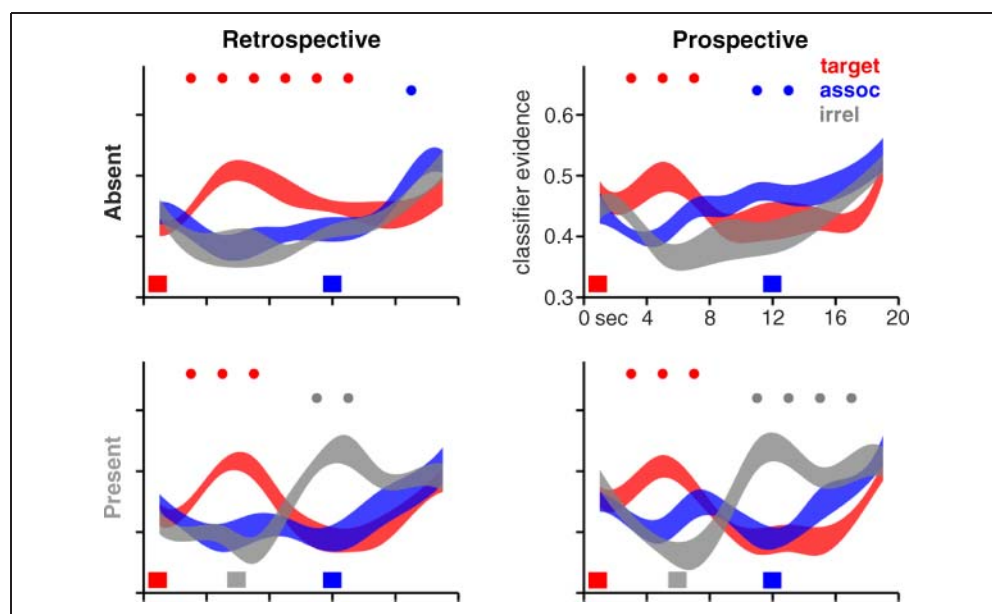 Retrospective
Prospective
target
assoc
irrel
Absent
classifier evidence
0.6
0.5
0.4
0.3
0 sec 4 8 12 16 20
Present